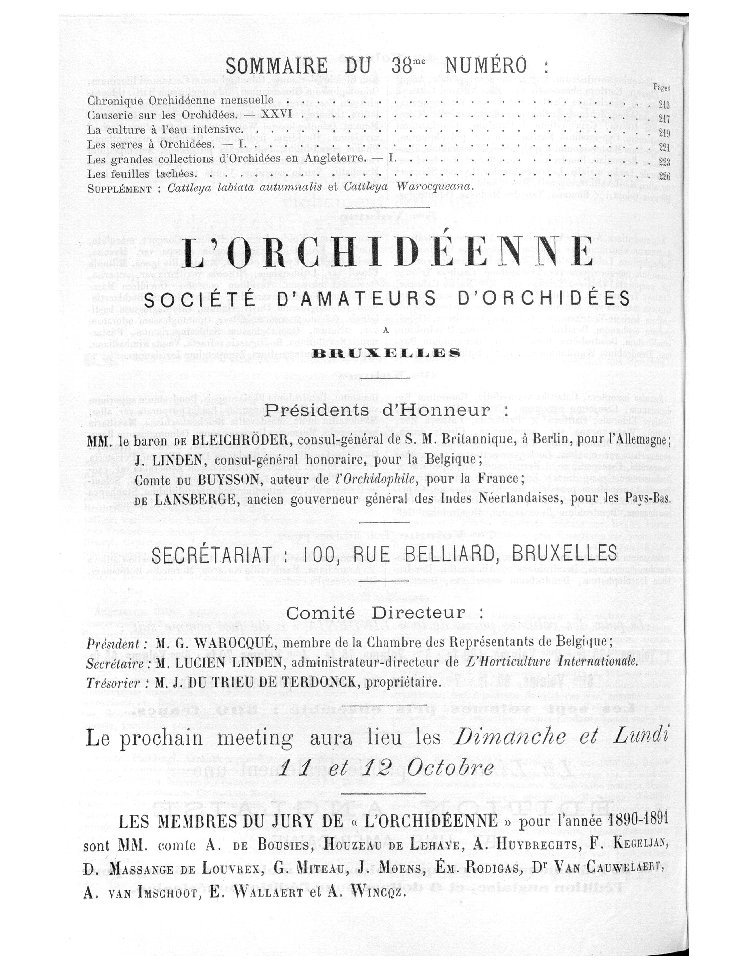 SOMMAIRE DU 38me NUMÉRO :
Pages
Chronique Orchidéenne mensuelle . . . . . . . . . . . . . . . . . . . . . . . . . 213
Causerie sur les Orchidées. — XXVI . . . . . . . . . . . . . . . . . . . . . . . . 217
La culture à l'eau intensive. . . . . . . . . . . . . . . . . . . . . . . . . . . . 219
Les serres à Orchidées. — I. . . . . . . . . . . . . . . . . . . . . . . . . . . . 221
Les grandes collections d'Orchidées en Angleterre. — I. . . . . . . . . . . . . . . 223
Les feuilles tachées. . . . . . . . . . . . . . . . . . . . . . . . . . . . . . . . 226
SUPPLÉMENT : Cattleya labiata autumnalis et Cattleya Warocqueana.
L'ORCHIDÉENNE
SOCIÉTÉ D'AMATEURS D'ORCHIDÉES
A
BRUXELLES
Présidents d'Honneur :
MM. le baron DE BLEICHRÖDER, consul-général de S. M. Britannique, à Berlin, pour l'Allemagne;
J. LINDEN, consul-général honoraire, pour la Belgique;
Comte DU BUYSSON, auteur de l'Orchidophile, pour la France;
DE LANSBERGE, ancien gouverneur général des Indes Néerlandaises, pour les Pays-Bas.
SECRÉTARIAT : 100, RUE BELLIARD, BRUXELLES
Comité Directeur :
Président : M. G. WAROCQUÉ, membre de la Chambre des Représentants de Belgique;
Secrétaire : M. LUCIEN LINDEN, administrateur-directeur de L'Horticulture Internationale.
Trésorier : M. J. DU TRIEU DE TERDONCK, propriétaire.
Le prochain meeting aura lieu les Dimanche et Lundi
11 et 12 Octobre
LES MEMBRES DU JURY DE « L'ORCHIDÉENNE » pour l'année 1890-1891
sont MM. comte A. DE BOUSIES, HOUZEAU DE LEHAYE, A. HUYBRECHTS, F. KEGELJAN,
D. MASSANGE DE LOUVREX, G. MITEAU, J. MOENS, ÉM. RODIGAS, Dr VAN CAUWELAERT,
A. VAN IMSCHOOT, E. WALLAERT et A. WINCQZ.